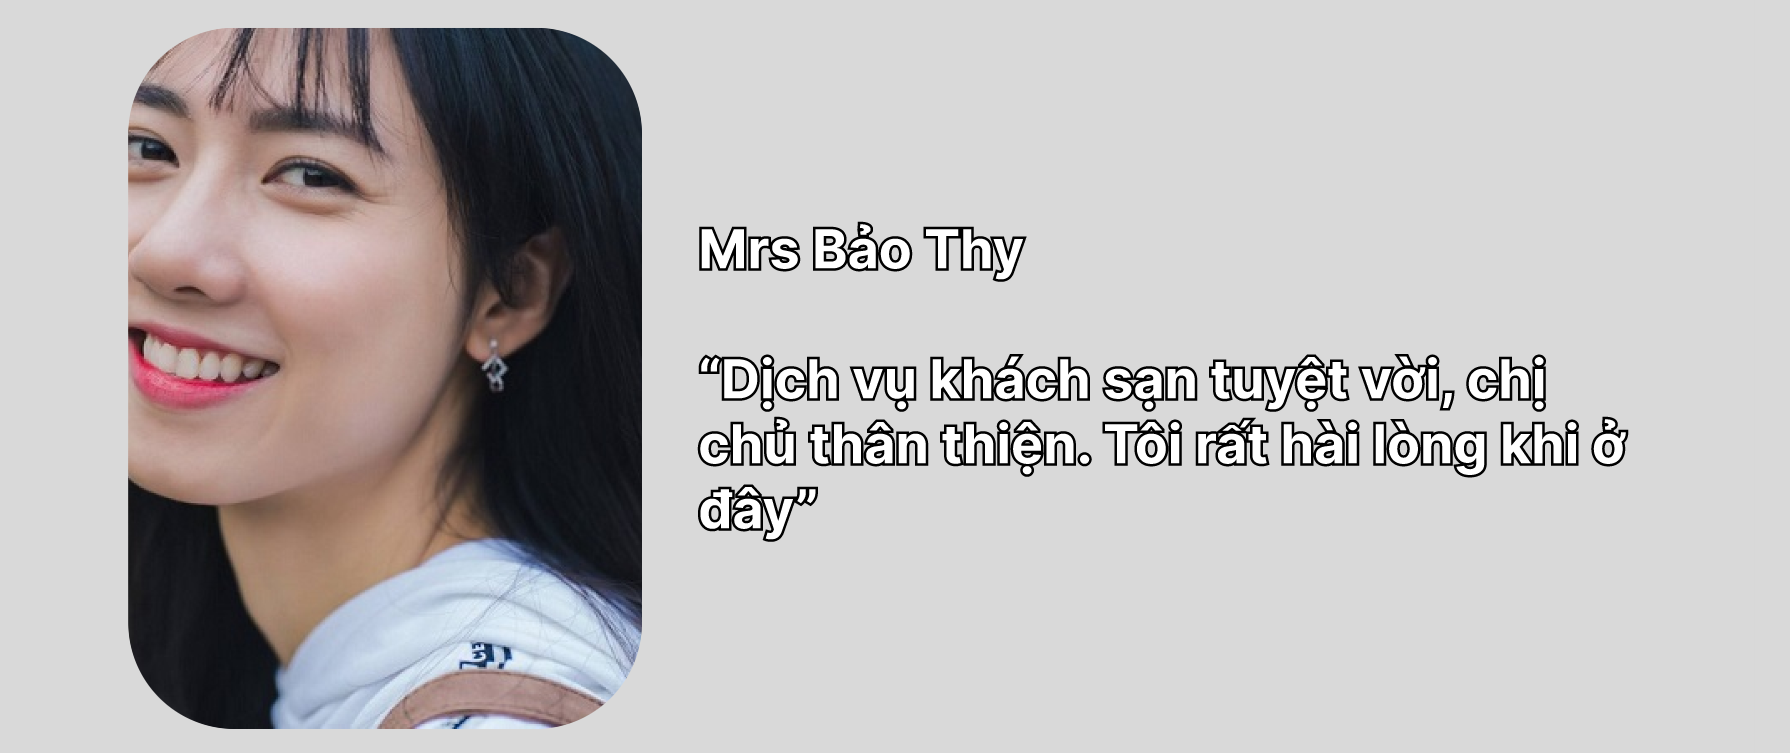 Mrs Bảo Thy
“Dịch vụ khách sạn tuyệt vời, chị
chủ thân thiện. Tôi rất hài lòng khi ở
đây”